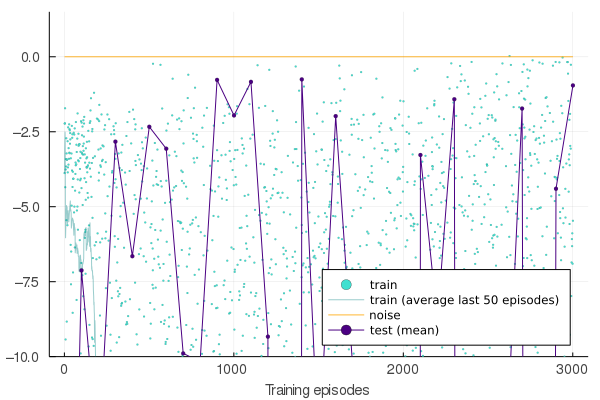 0.0
−2.5
−5.0
−7.5
−10.0
train
train (average last 50 episodes)
noise
test (mean)
0 1000 2000 3000
Training episodes